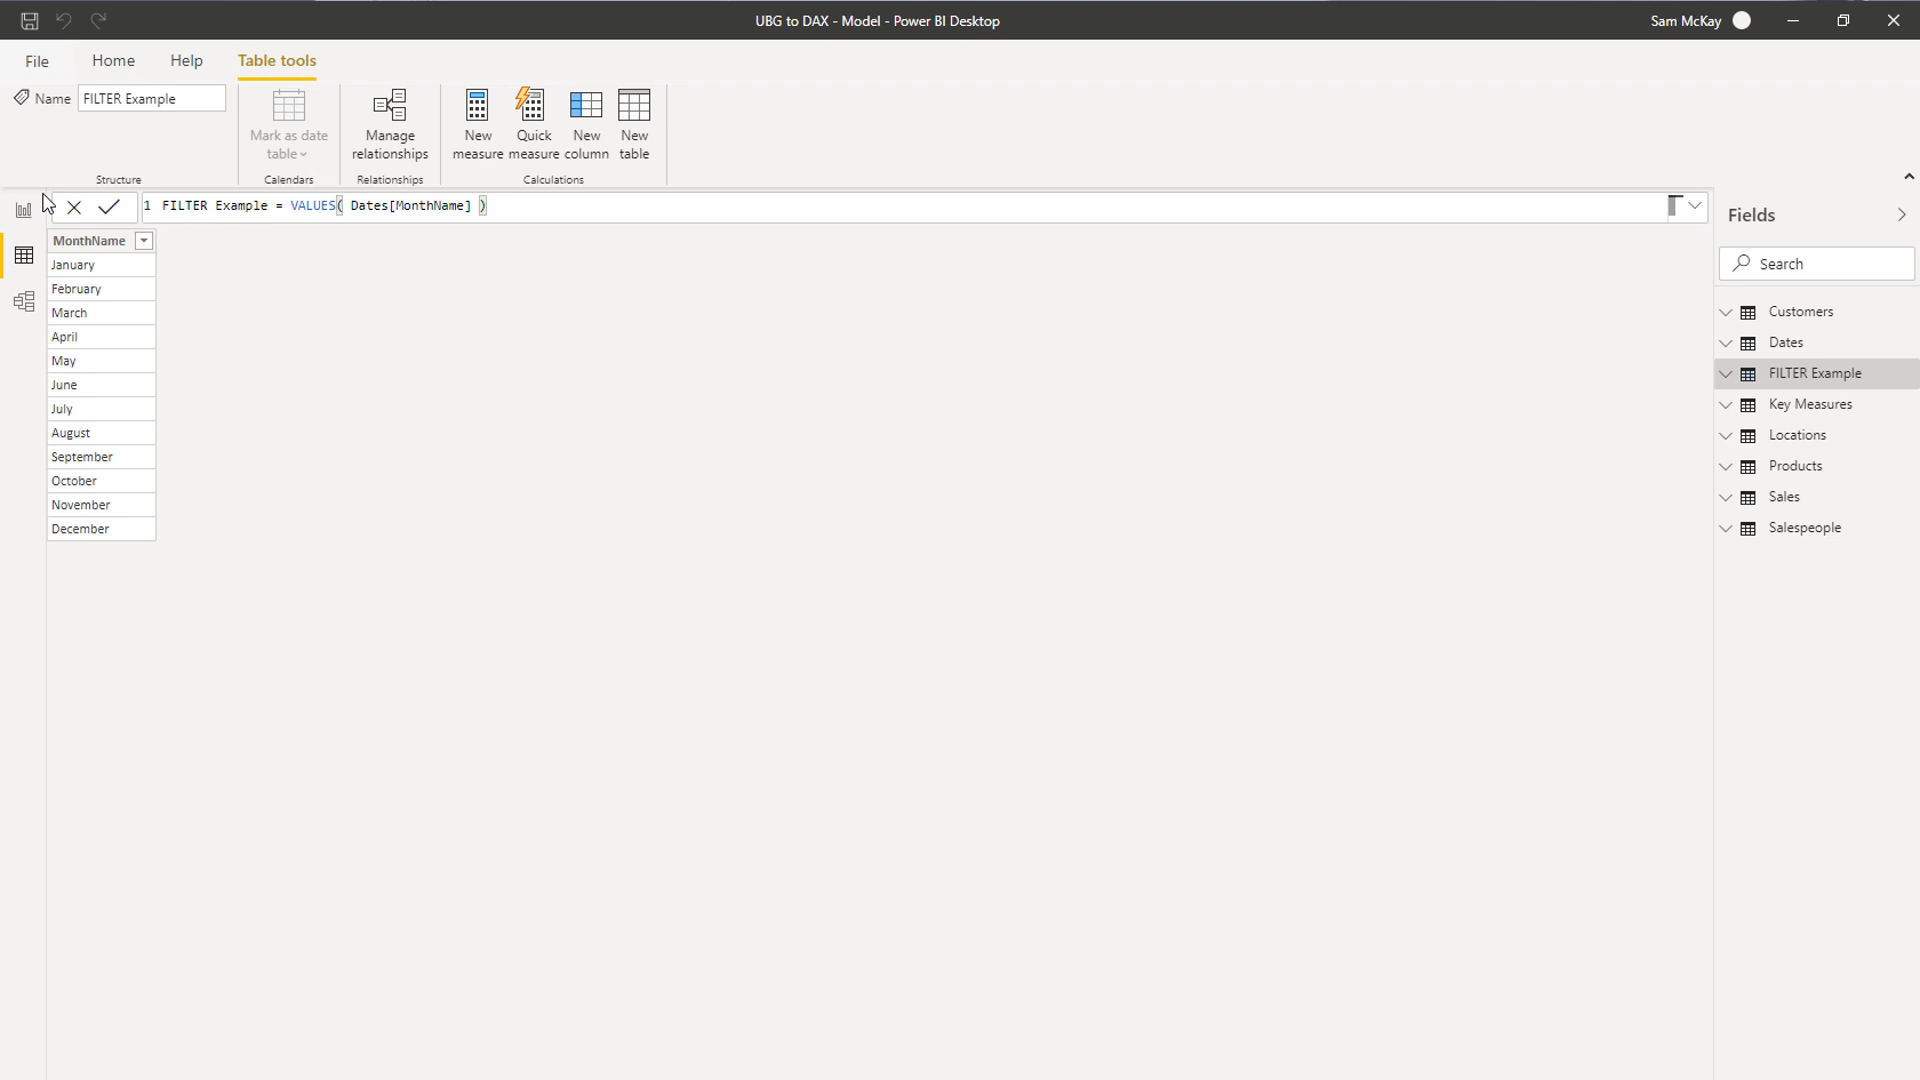 UBG to DAX - Model - Power BI Desktop
Sam McKay
File
Home
Help
Table tools
Name
FILTER Example
Mark as date
table
Manage
relationships
New
measure
Quick
measure
New
column
New
table
Structure
Calendars
Relationships
Calculations
1 FILTER Example = VALUES( Dates[MonthName] )
MonthName
January
February
March
April
May
June
July
August
September
October
November
December
Fields
Search
Customers
Dates
FILTER Example
Key Measures
Locations
Products
Sales
Salespeople